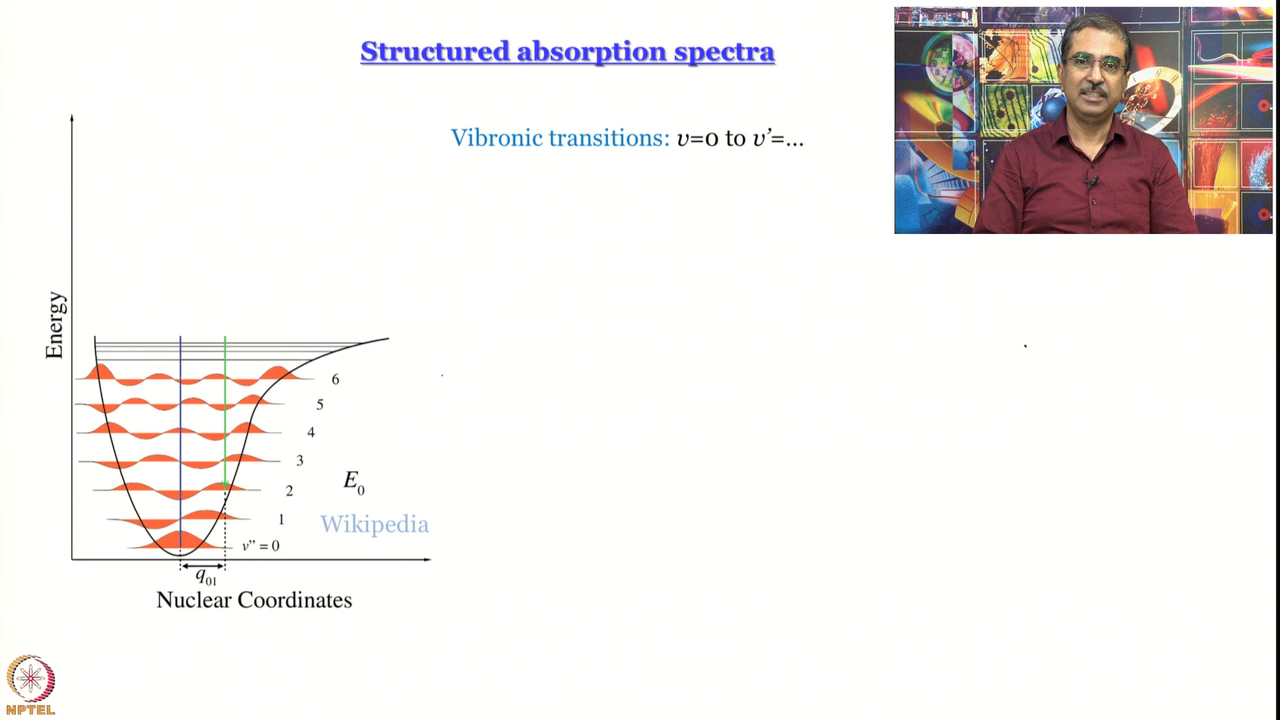 Structured absorption spectra
Vibronic transitions: v=0 to v’=...
Energy
6
5
4
3
2
1
v” = 0
E0
Wikipedia
q01
Nuclear Coordinates
NPTEL